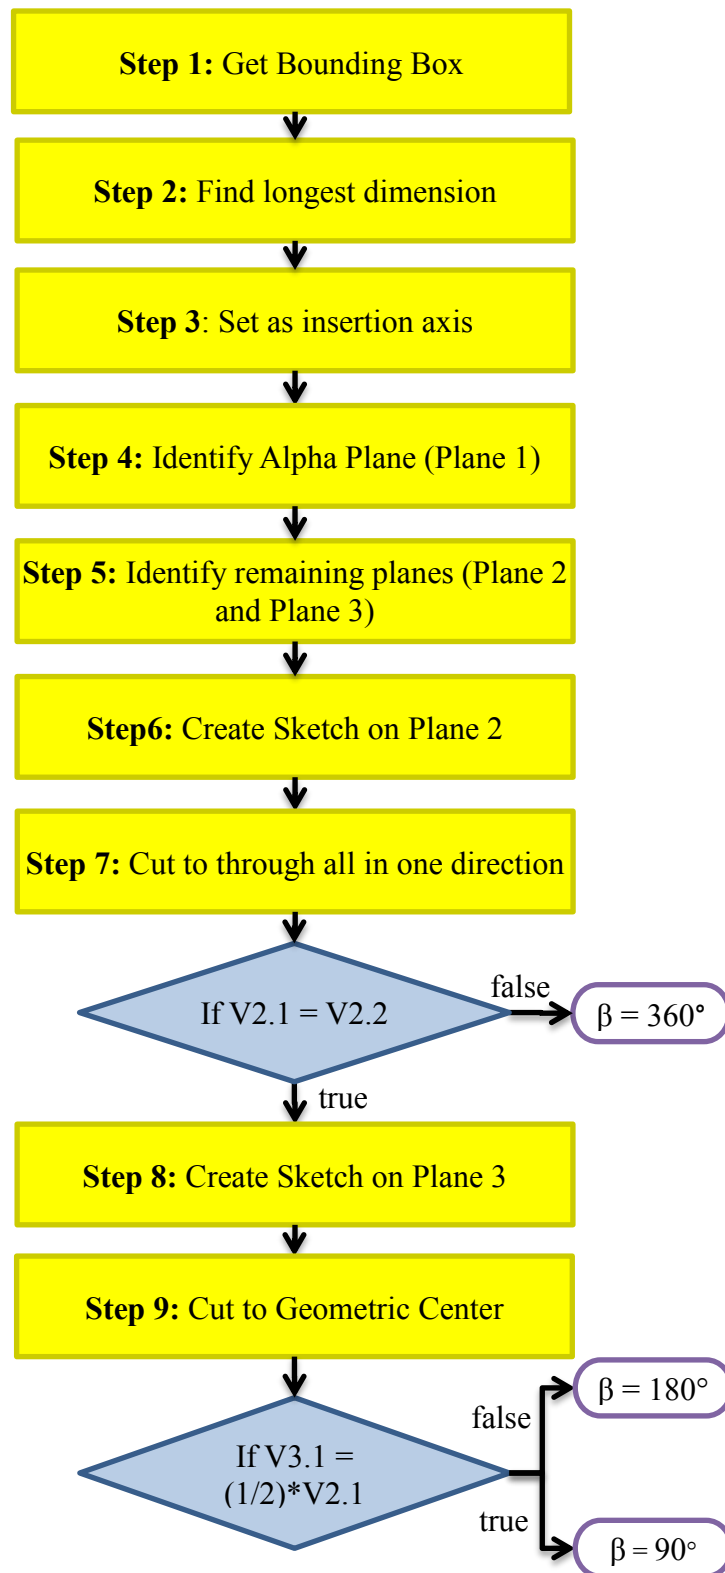 Step 1: Get Bounding Box
Step 2: Find longest dimension
Step 3: Set as insertion axis
Step 4: Identify Alpha Plane (Plane 1)
Step 5: Identify remaining planes (Plane 2
and Plane 3)
Step6: Create Sketch on Plane 2
Step 7: Cut to through all in one direction
If V2.1 = V2.2
false
β = 360°
true
Step 8: Create Sketch on Plane 3
Step 9: Cut to Geometric Center
If V3.1 =
(1/2)*V2.1
false
β = 180°
true
β = 90°